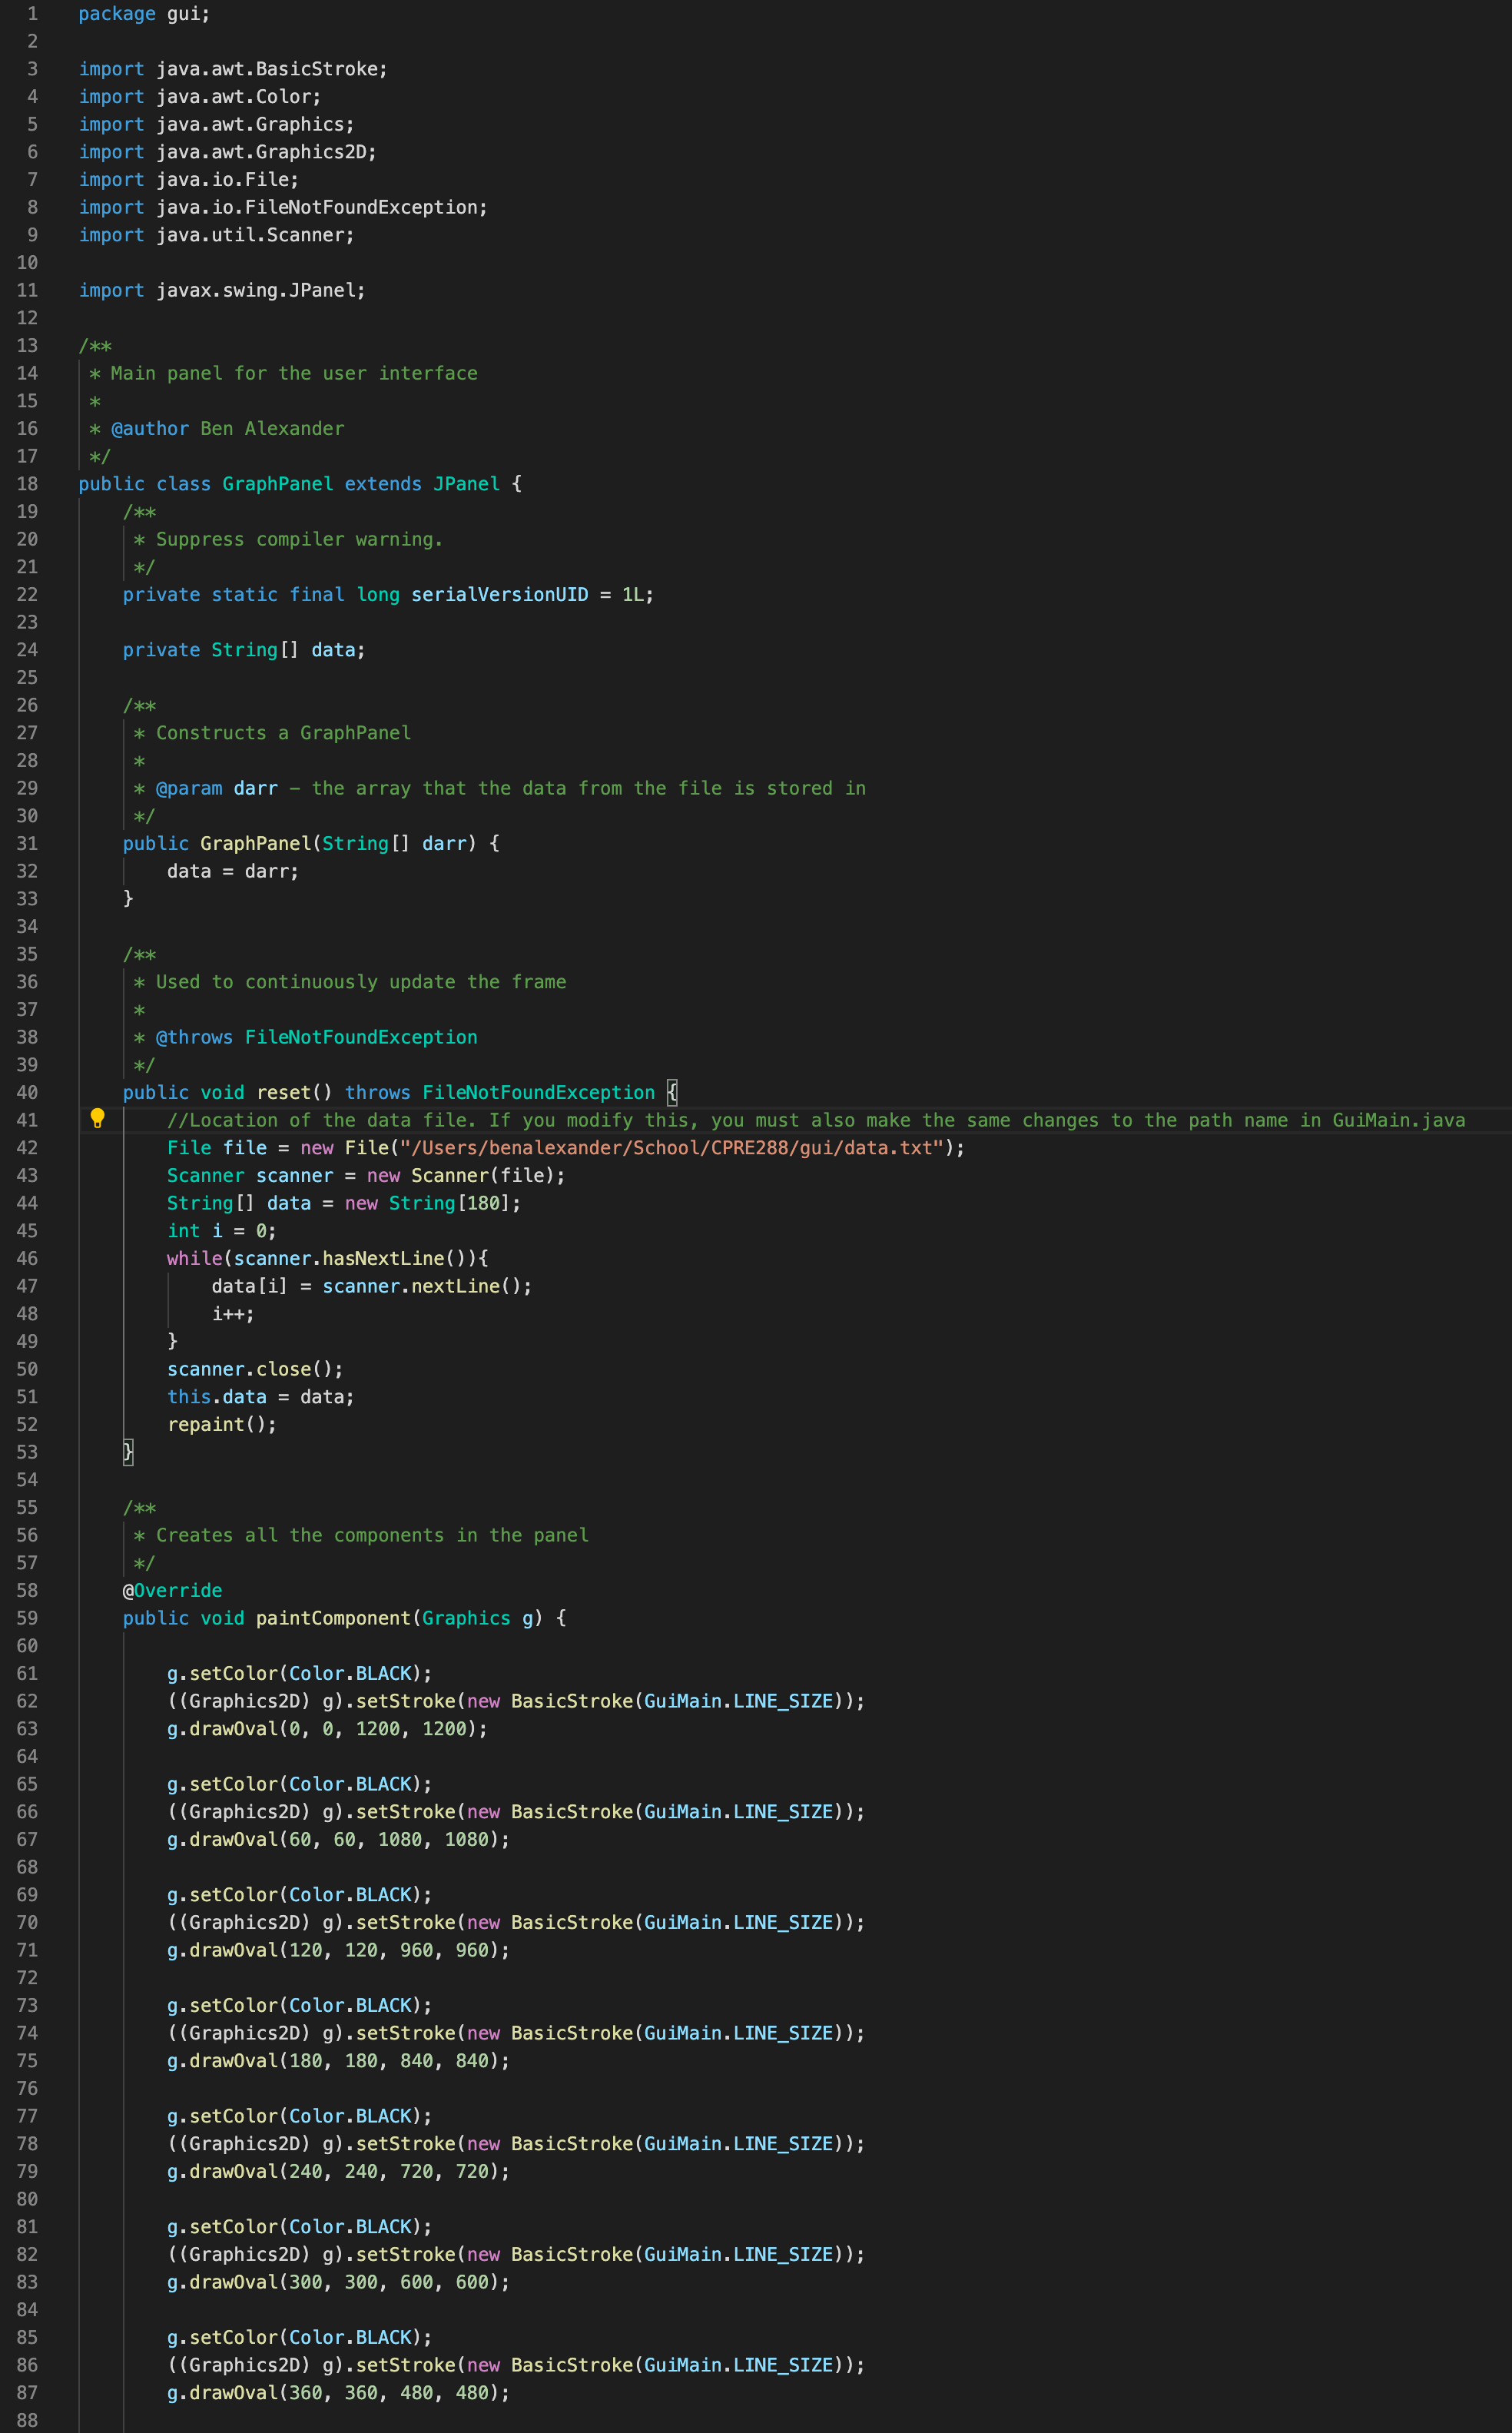 1 package gui;
2
3 import java.awt.BasicStroke;
4 import java.awt.Color;
5 import java.awt.Graphics;
6 import java.awt.Graphics2D;
7 import java.io.File;
8 import java.io.FileNotFoundException;
9 import java.util.Scanner;
10
11 import javax.swing.JPanel;
12
13 /**
14  * Main panel for the user interface
15  *
16  * @author Ben Alexander
17  */
18 public class GraphPanel extends JPanel {
19     /**
20      * Suppress compiler warning.
21      */
22     private static final long serialVersionUID = 1L;
23
24     private String[] data;
25
26     /**
27      * Constructs a GraphPanel
28      *
29      * @param darr – the array that the data from the file is stored in
30      */
31     public GraphPanel(String[] darr) {
32         data = darr;
33     }
34
35     /**
36      * Used to continuously update the frame
37      *
38      * @throws FileNotFoundException
39      */
40     public void reset() throws FileNotFoundException {
41         //Location of the data file. If you modify this, you must also make the same changes to the path name in GuiMain.java
42         File file = new File("/Users/benalexander/School/CPRE288/gui/data.txt");
43         Scanner scanner = new Scanner(file);
44         String[] data = new String[180];
45         int i = 0;
46         while(scanner.hasNextLine()){
47             data[i] = scanner.nextLine();
48             i++;
49         }
50         scanner.close();
51         this.data = data;
52         repaint();
53     }
54
55     /**
56      * Creates all the components in the panel
57      */
58     @Override
59     public void paintComponent(Graphics g) {
60
61         g.setColor(Color.BLACK);
62         ((Graphics2D) g).setStroke(new BasicStroke(GuiMain.LINE_SIZE));
63         g.drawOval(0, 0, 1200, 1200);
64
65         g.setColor(Color.BLACK);
66         ((Graphics2D) g).setStroke(new BasicStroke(GuiMain.LINE_SIZE));
67         g.drawOval(60, 60, 1080, 1080);
68
69         g.setColor(Color.BLACK);
70         ((Graphics2D) g).setStroke(new BasicStroke(GuiMain.LINE_SIZE));
71         g.drawOval(120, 120, 960, 960);
72
73         g.setColor(Color.BLACK);
74         ((Graphics2D) g).setStroke(new BasicStroke(GuiMain.LINE_SIZE));
75         g.drawOval(180, 180, 840, 840);
76
77         g.setColor(Color.BLACK);
78         ((Graphics2D) g).setStroke(new BasicStroke(GuiMain.LINE_SIZE));
79         g.drawOval(240, 240, 720, 720);
80
81         g.setColor(Color.BLACK);
82         ((Graphics2D) g).setStroke(new BasicStroke(GuiMain.LINE_SIZE));
83         g.drawOval(300, 300, 600, 600);
84
85         g.setColor(Color.BLACK);
86         ((Graphics2D) g).setStroke(new BasicStroke(GuiMain.LINE_SIZE));
87         g.drawOval(360, 360, 480, 480);
88